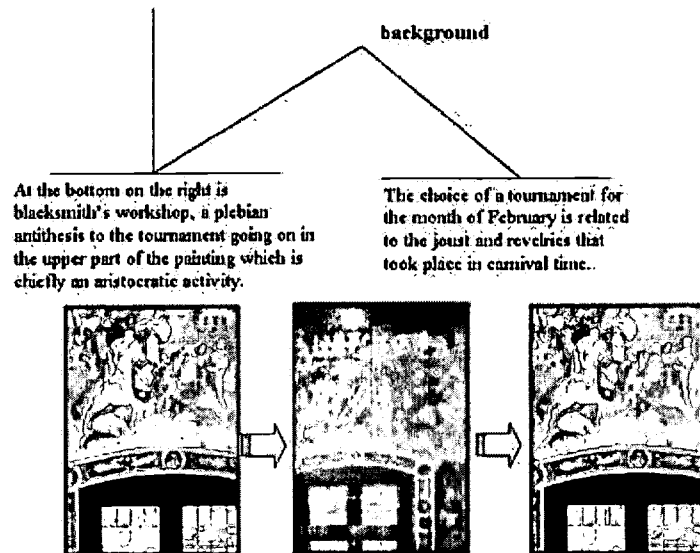 background
At the bottom on the right is
blacksmith's workshop, a plebian
antithesis to the tournament going on in
the upper part of the painting which is
chiefly an aristocratic activity.
The choice of a tournament for
the month of February is related
to the joust and revelries that
took place in carnival time..